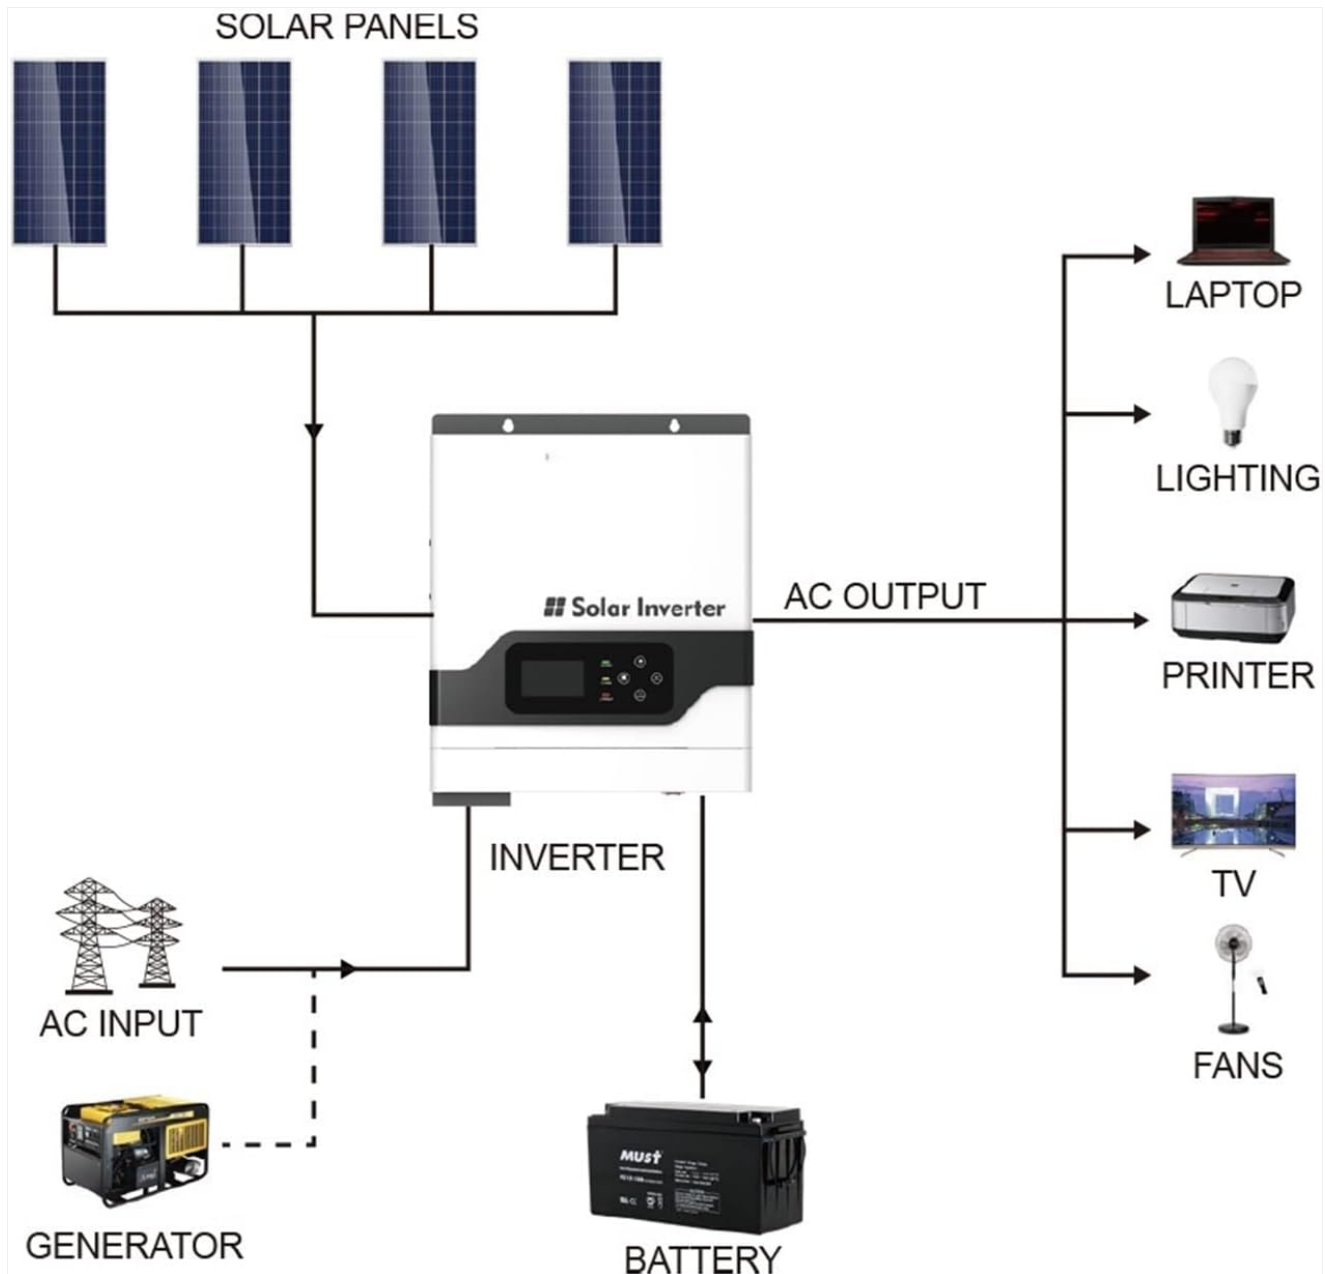 SOLAR PANELS
LAPTOP
LIGHTING
Solar Inverter
AC OUTPUT
PRINTER
INVERTER
TV
AC INPUT
FANS
MUST
GENERATOR
BATTERY